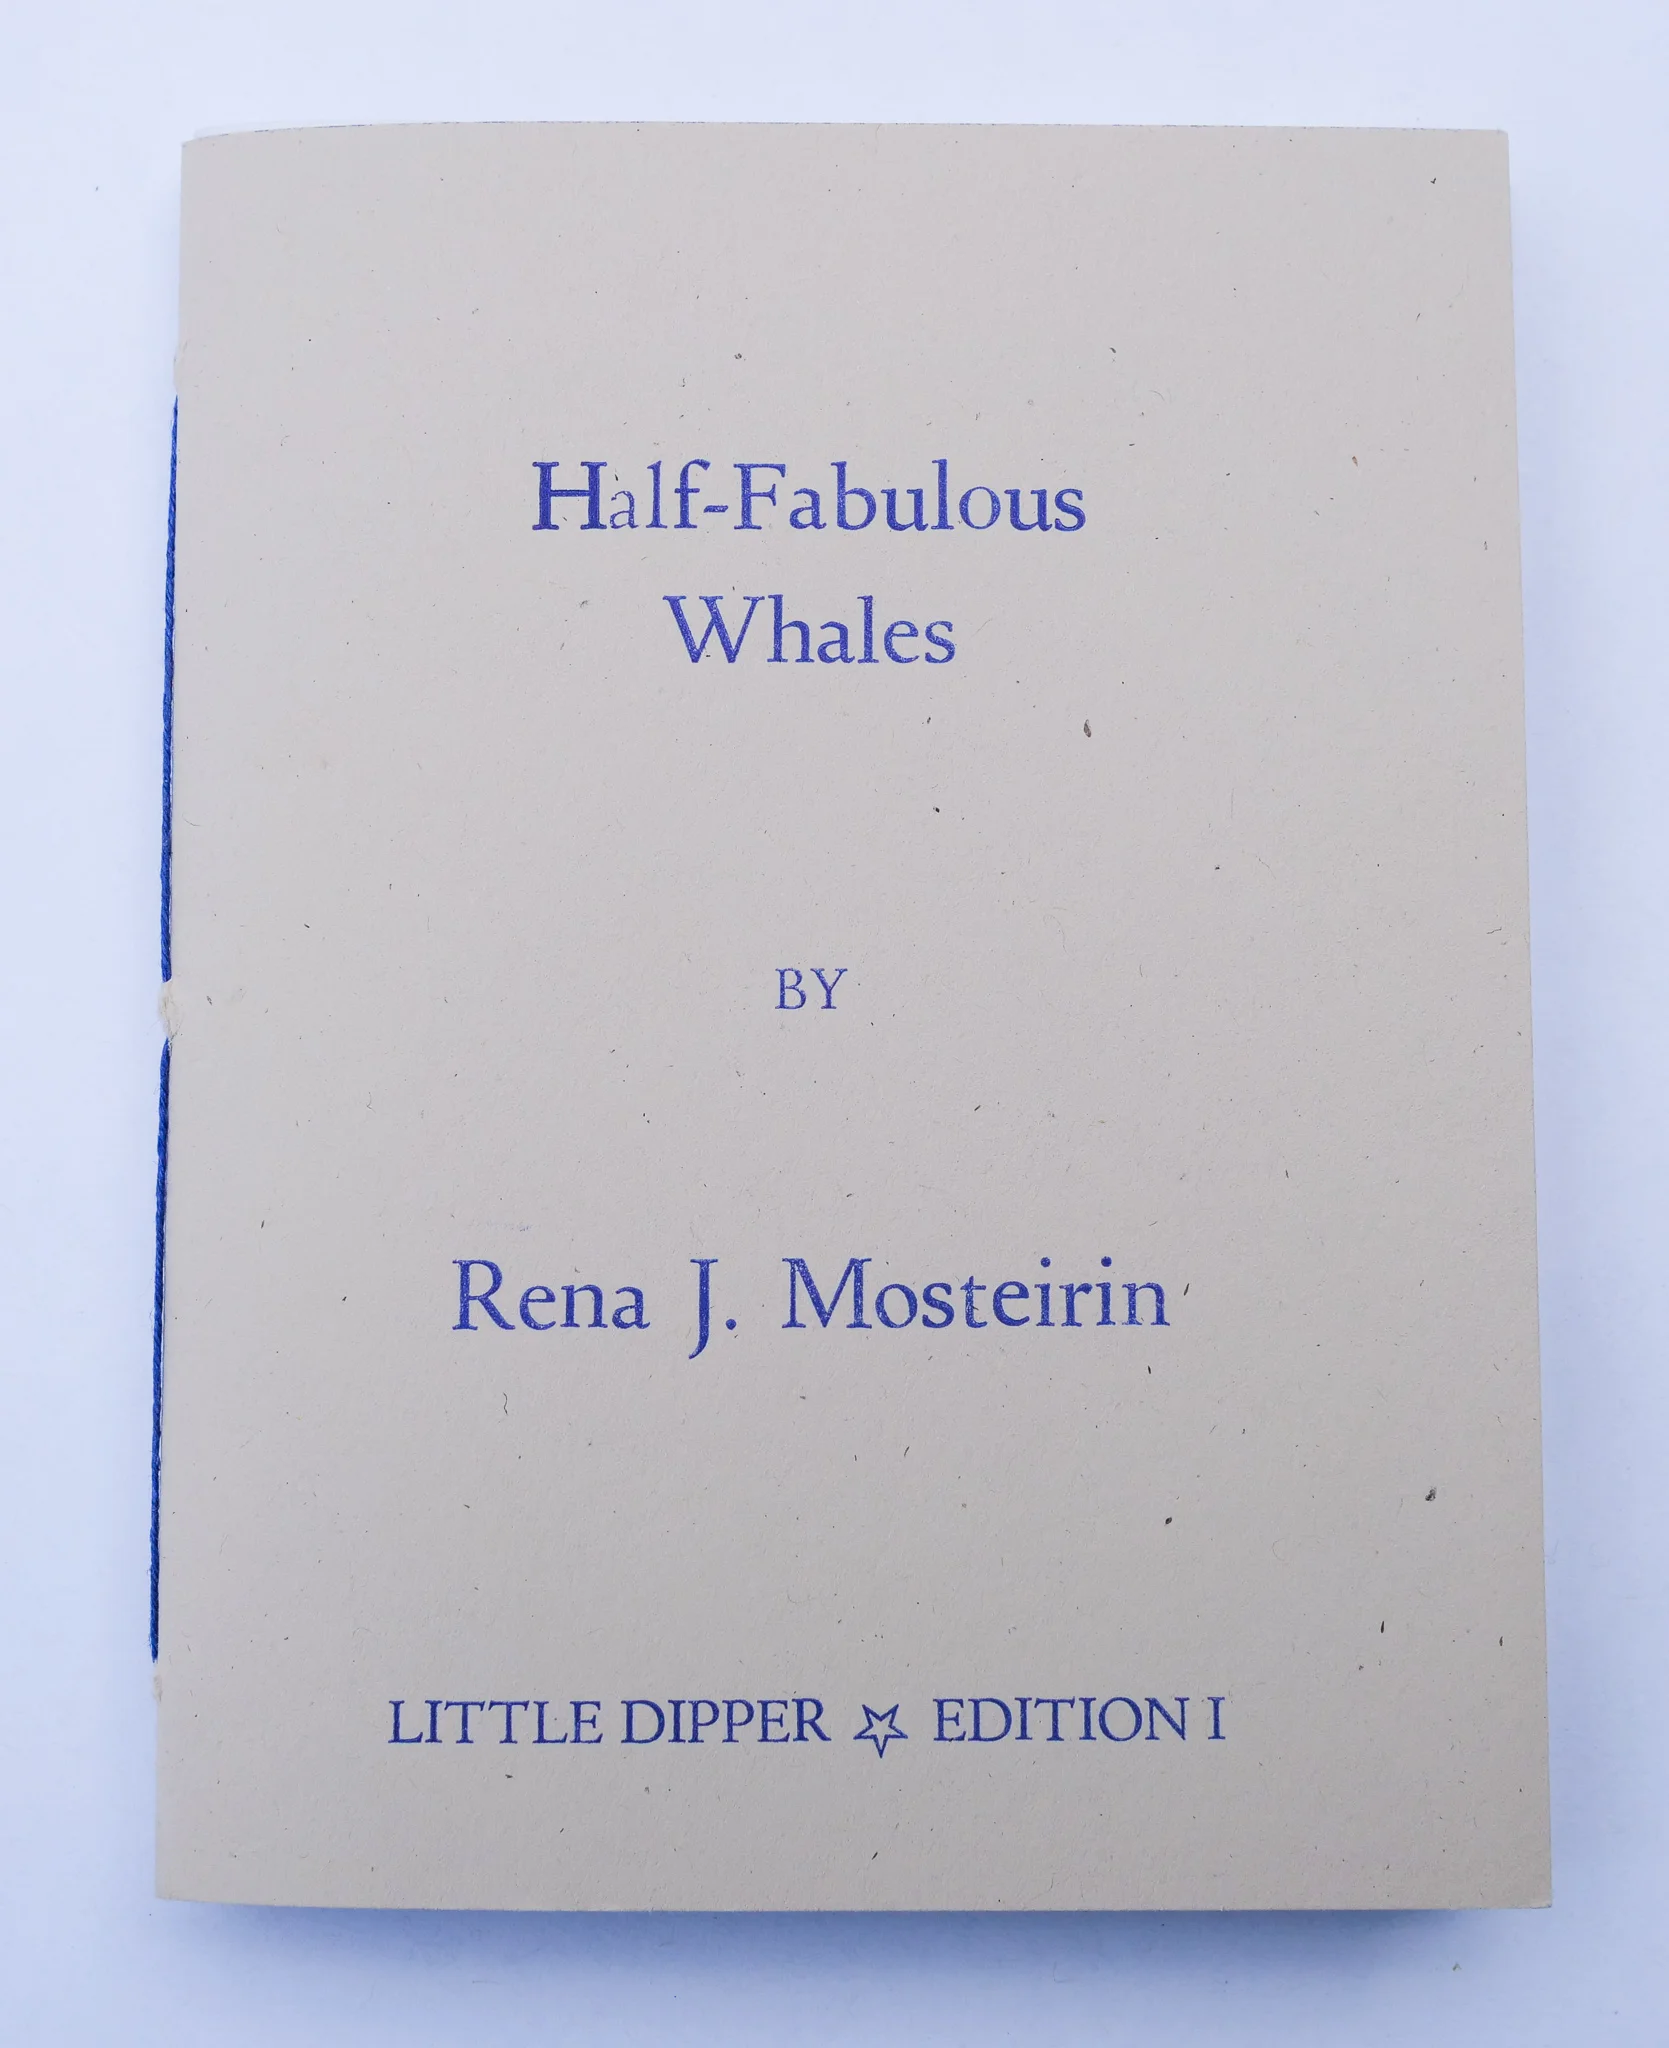 Half-Fabulous
Whales
BY
Rena J. Mosteirin
LITTLE DIPPER ☆ EDITION I